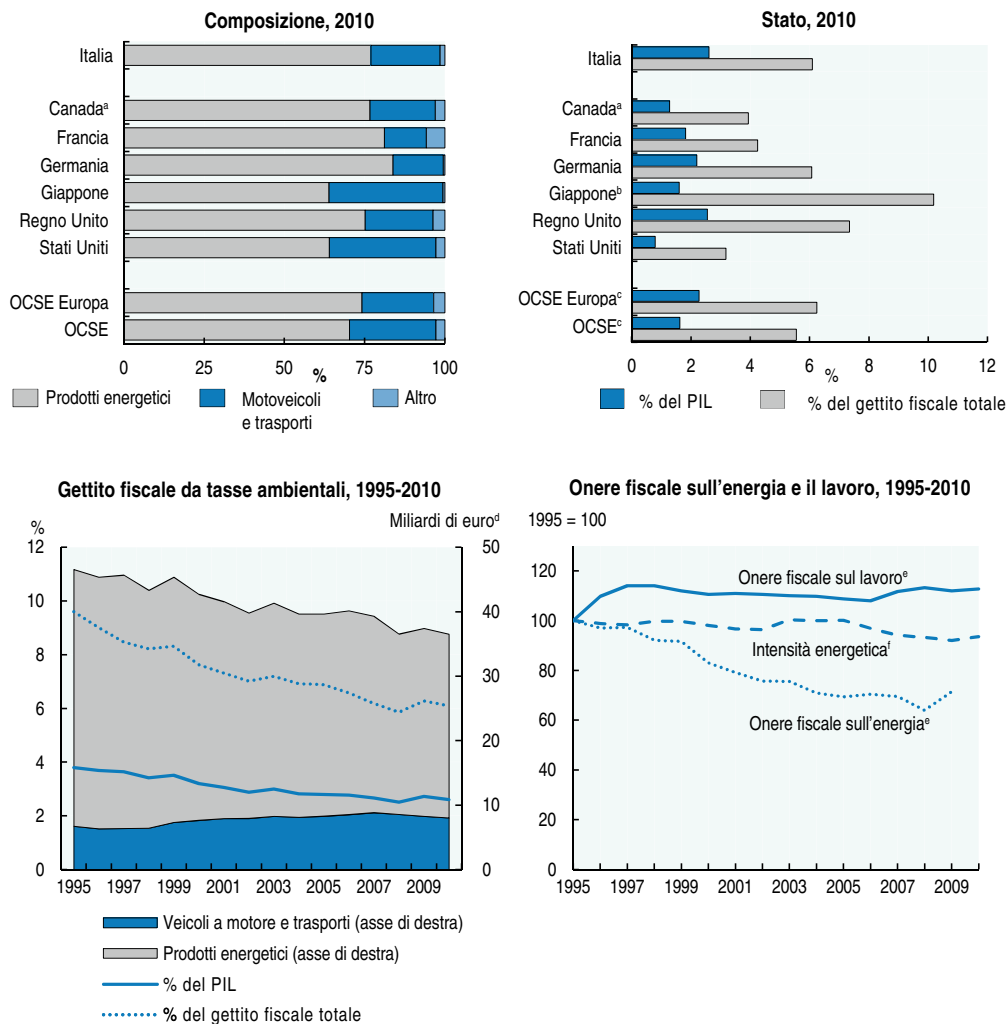 Composizione, 2010
Italia
Canadaᵃ
Francia
Germania
Giappone
Regno Unito
Stati Uniti
OCSE Europa
OCSE
0 25 50 75 100
%
Prodotti energetici
Motoveicoli
e trasporti
Altro
Stato, 2010
Italia
Canadaᵃ
Francia
Germania
Giapponeᵇ
Regno Unito
Stati Uniti
OCSE Europaᶜ
OCSEᶜ
0 2 4 6 8 10 12
%
% del PIL
% del gettito fiscale totale
Gettito fiscale da tasse ambientali, 1995-2010
%
Miliardi di euroᵈ
12
10
8
6
4
2
0
50
40
30
20
10
0
1995 1997 1999 2001 2003 2005 2007 2009
Veicoli a motore e trasporti (asse di destra)
Prodotti energetici (asse di destra)
% del PIL
% del gettito fiscale totale
Onere fiscale sull'energia e il lavoro, 1995-2010
1995 = 100
120
100
80
60
40
20
0
Onere fiscale sul lavoroᵉ
Intensità energeticaᶠ
Onere fiscale sull'energiaᵉ
1995 1997 1999 2001 2003 2005 2007 2009